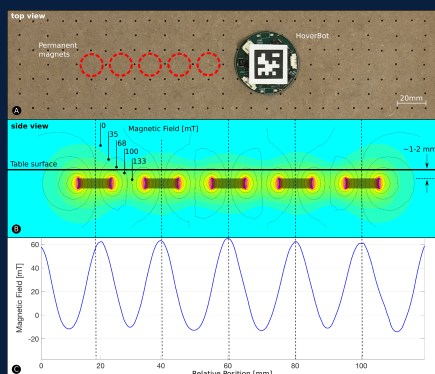 top view
HoverBot
Permanent
magnets
20mm
A
side view
Magnetic Field [mT]
0
35
68
100
133
Table surface
~1-2 mm
B
Magnetic Field [mT]
60
40
20
0
-20
0
20
40
60
80
100
Relative Position [mm]
C